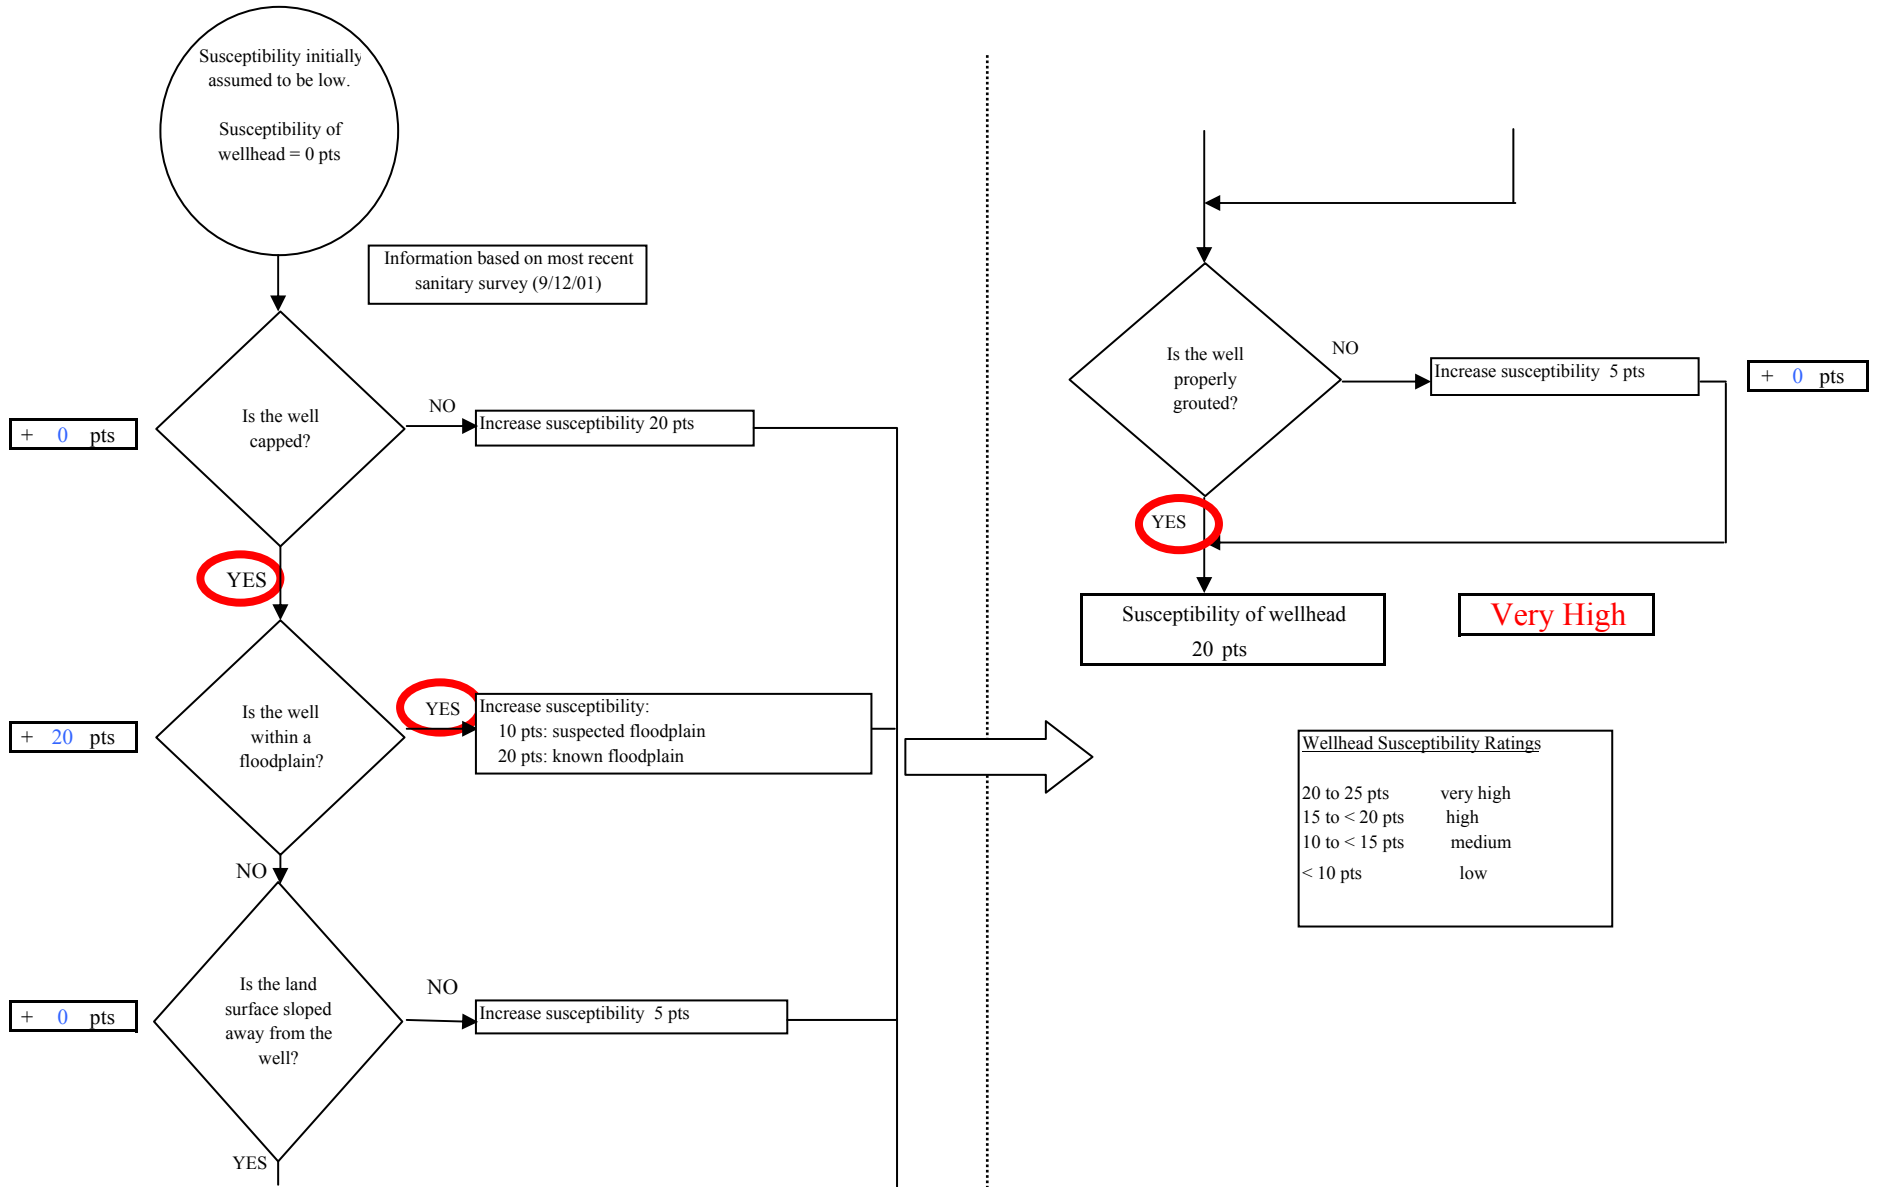 Susceptibility initially
assumed to be low.
Susceptibility of
wellhead = 0 pts
Information based on most recent
sanitary survey (9/12/01)
Is the well
capped?
NO
Increase susceptibility 20 pts
+ 0 pts
YES
Is the well
within a
floodplain?
YES
Increase susceptibility:
10 pts: suspected floodplain
20 pts: known floodplain
+ 20 pts
NO
Is the land
surface sloped
away from the
well?
NO
Increase susceptibility 5 pts
+ 0 pts
YES
Is the well
properly
grouted?
NO
Increase susceptibility 5 pts
+ 0 pts
YES
Susceptibility of wellhead
20 pts
Very High
Wellhead Susceptibility Ratings
20 to 25 pts very high
15 to < 20 pts high
10 to < 15 pts medium
< 10 pts low